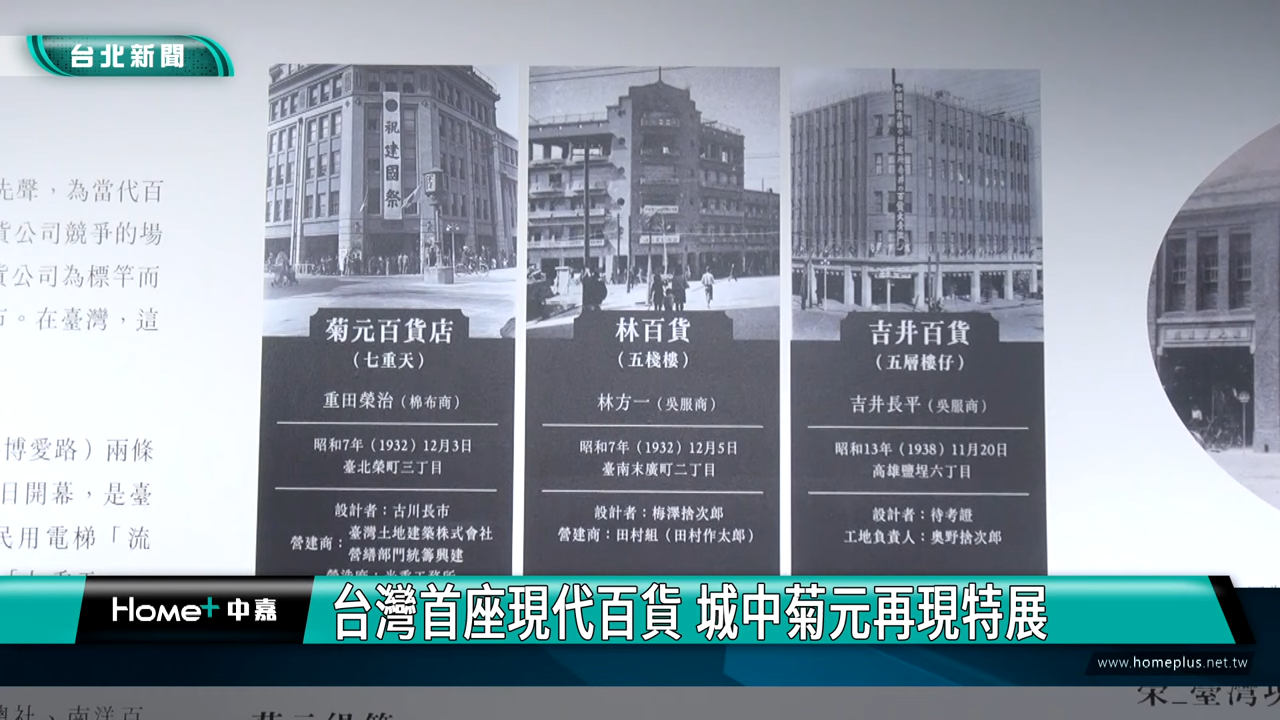 台北新聞
先聲，為當代百
貨公司競爭的場
貨公司為標竿而
。在臺灣，這
博愛路）兩條
日開幕，是臺
民用電梯「流
祝建國祭
菊元百貨店
（七重天）
重田榮治（棉布商）
昭和7年（1932）12月3日
臺北榮町三丁目
設計者：古川長市
營建商：臺灣土地建築株式會社
營繕部門統籌興建
林百貨
（五棧樓）
林方一（吳服商）
昭和7年（1932）12月5日
臺南末廣町二丁目
設計者：梅澤捨次郎
營建商：田村組（田村作太郎）
吉井百貨
（五層樓仔）
吉井長平（吳服商）
昭和13年（1938）11月20日
高雄鹽埕六丁目
設計者：待考證
工地負責人：奧野捨次郎
Home+中嘉
台灣首座現代百貨 城中菊元再現特展
www.homeplus.net.tw
、南洋百